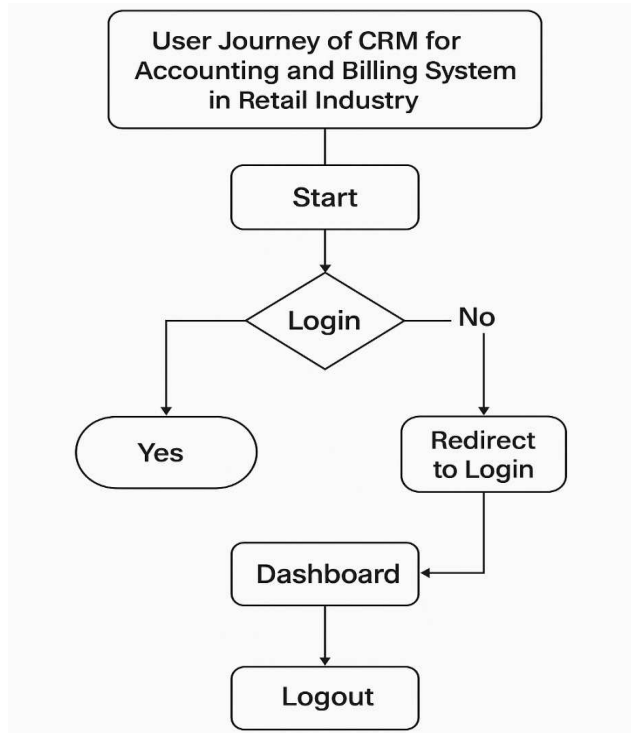 User Journey of CRM for
Accounting and Billing System
in Retail Industry
Start
Login
No
Yes
Redirect
to Login
Dashboard
Logout